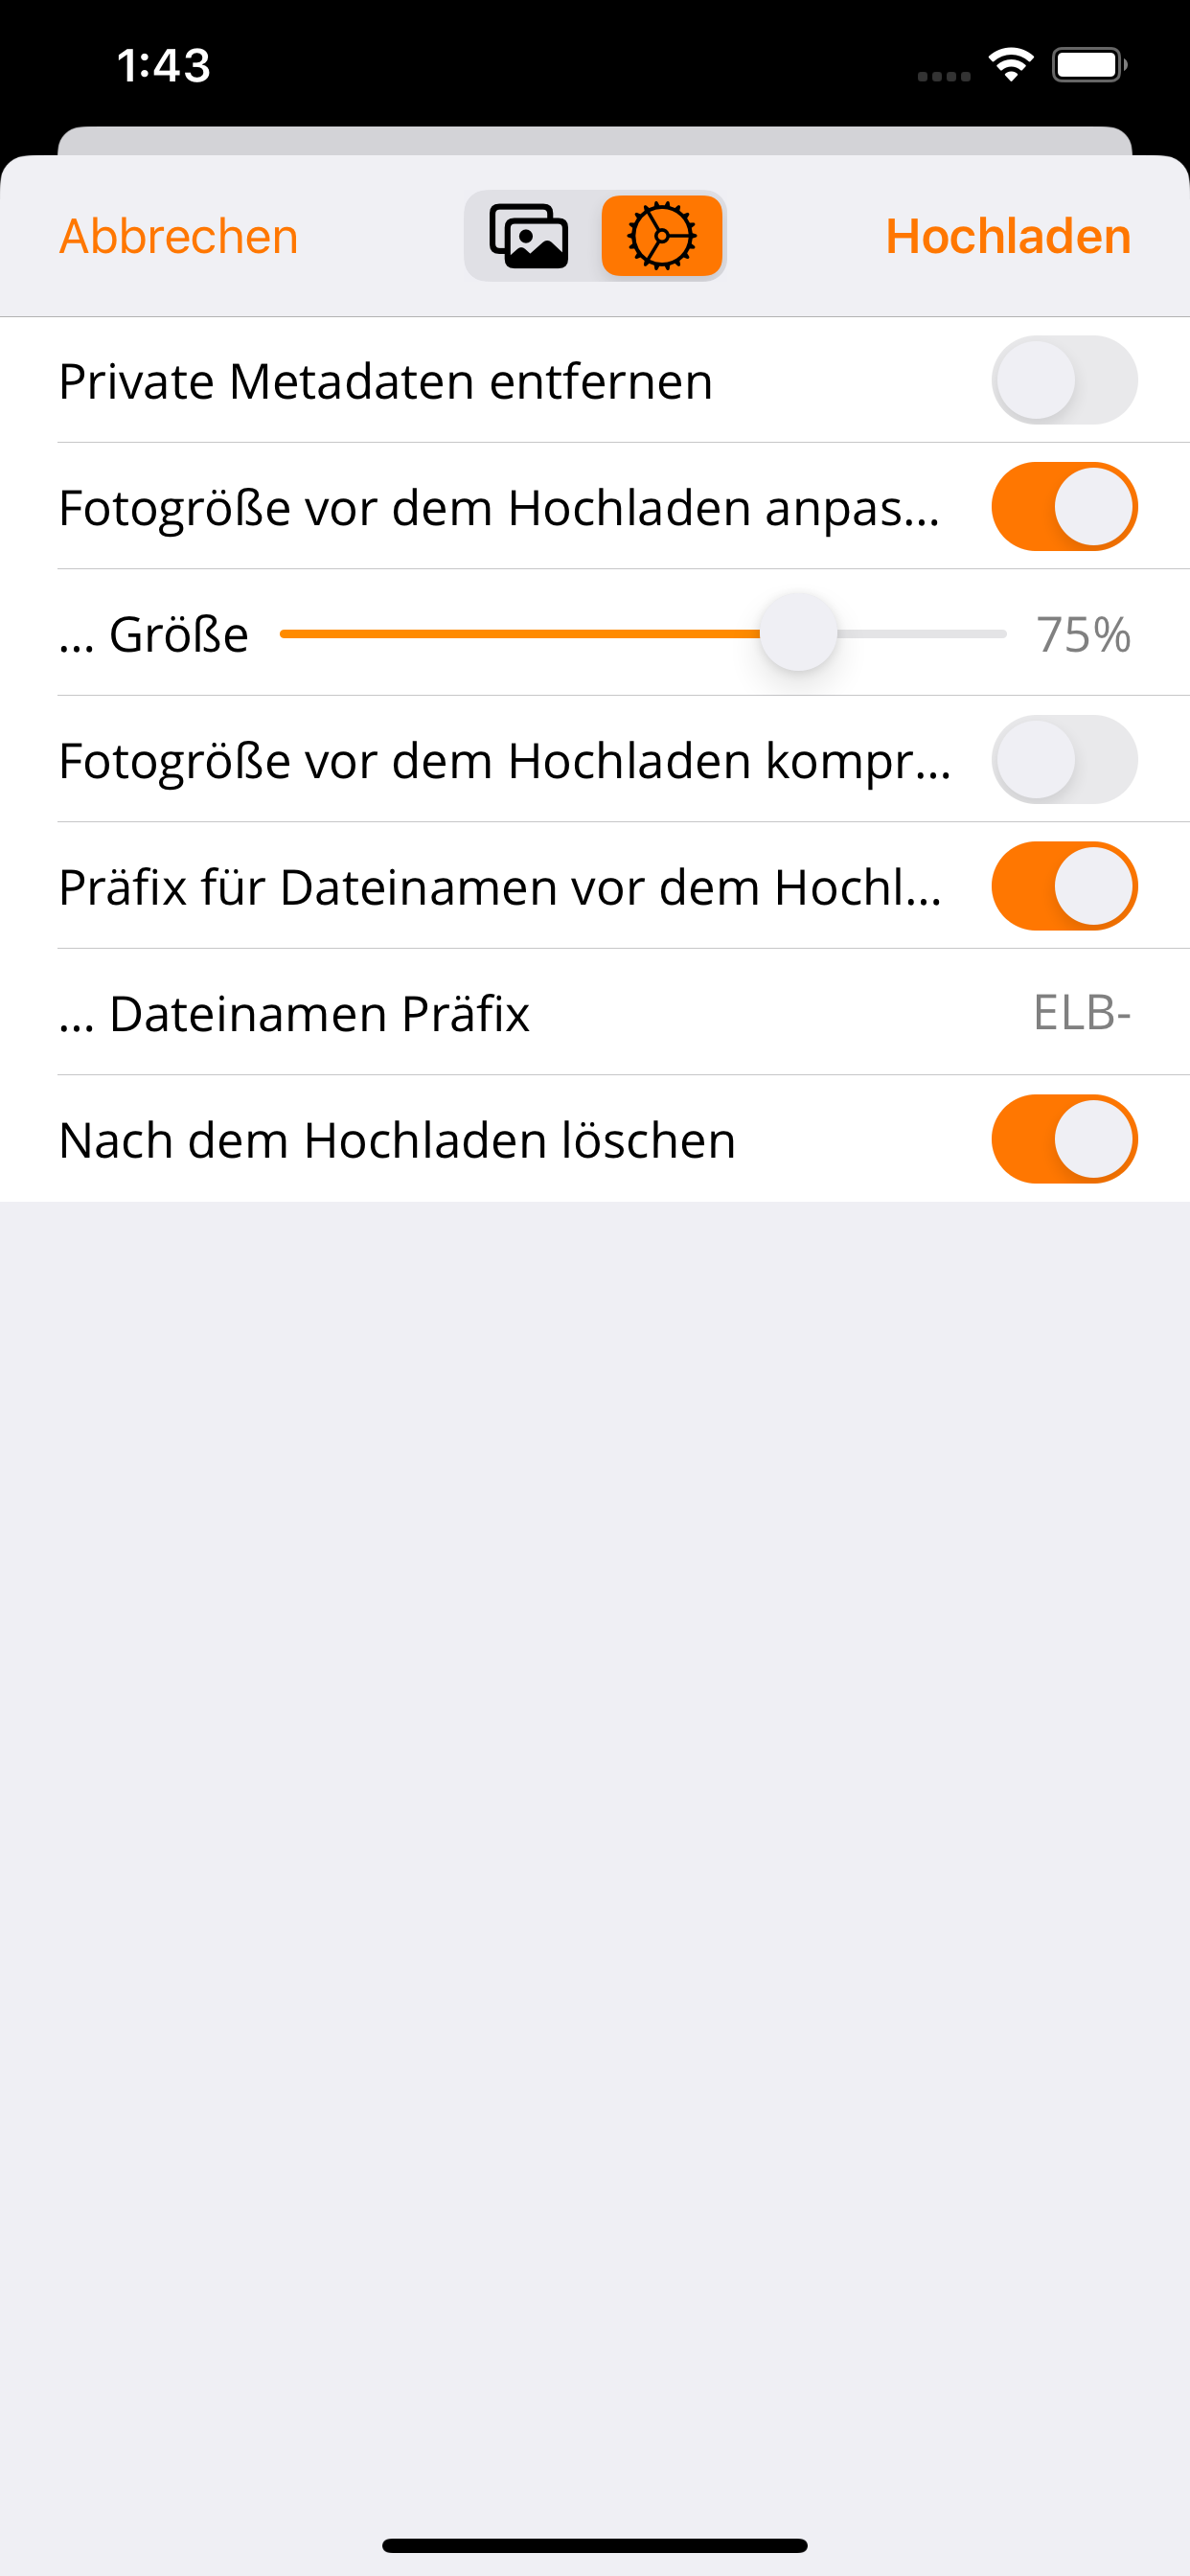 1:43
Abbrechen
Hochladen
Private Metadaten entfernen
Fotogröße vor dem Hochladen anpas...
... Größe 75%
Fotogröße vor dem Hochladen kompr...
Präfix für Dateinamen vor dem Hochl...
... Dateinamen Präfix ELB-
Nach dem Hochladen löschen